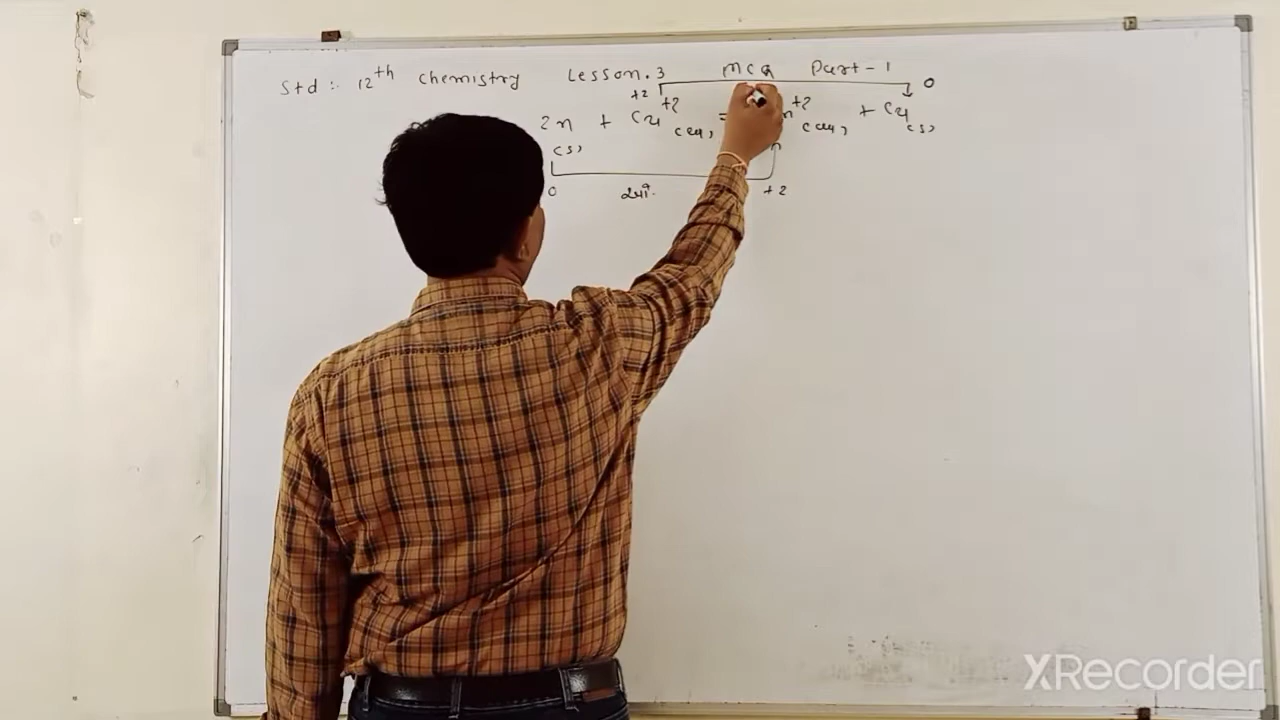 Std :- 12th Chemistry Lesson. 3 MCQ Part-1
+2 0
Zn + Cu+2 = n+2 + Cu
(s) (aq) (aq) (s)
0 +2
XRecorder